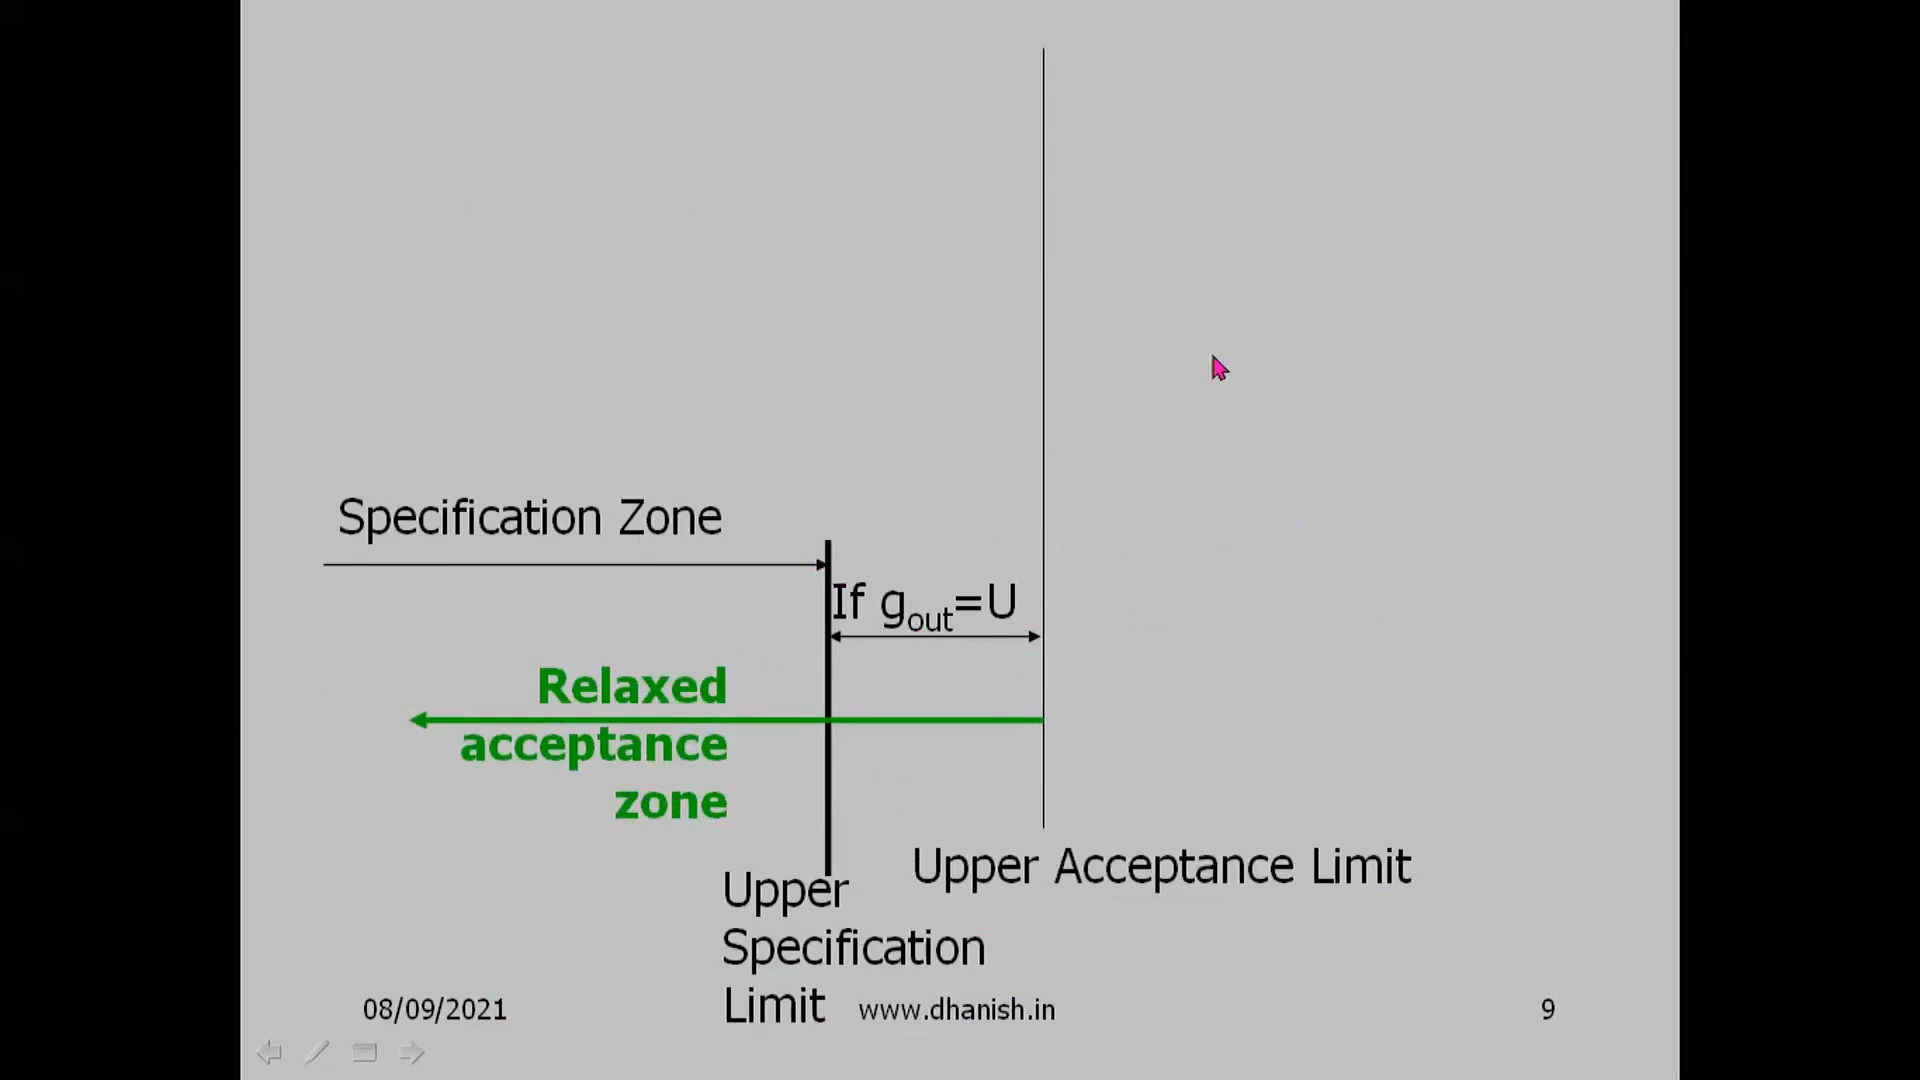 Specification Zone
If gout=U
Relaxed
acceptance
zone
Upper Acceptance Limit
Upper
Specification
Limit
08/09/2021
www.dhanish.in
9